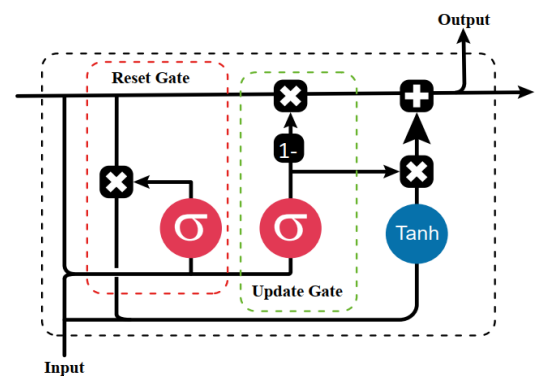 Output
Reset Gate
1-
σ
σ
Tanh
Update Gate
Input